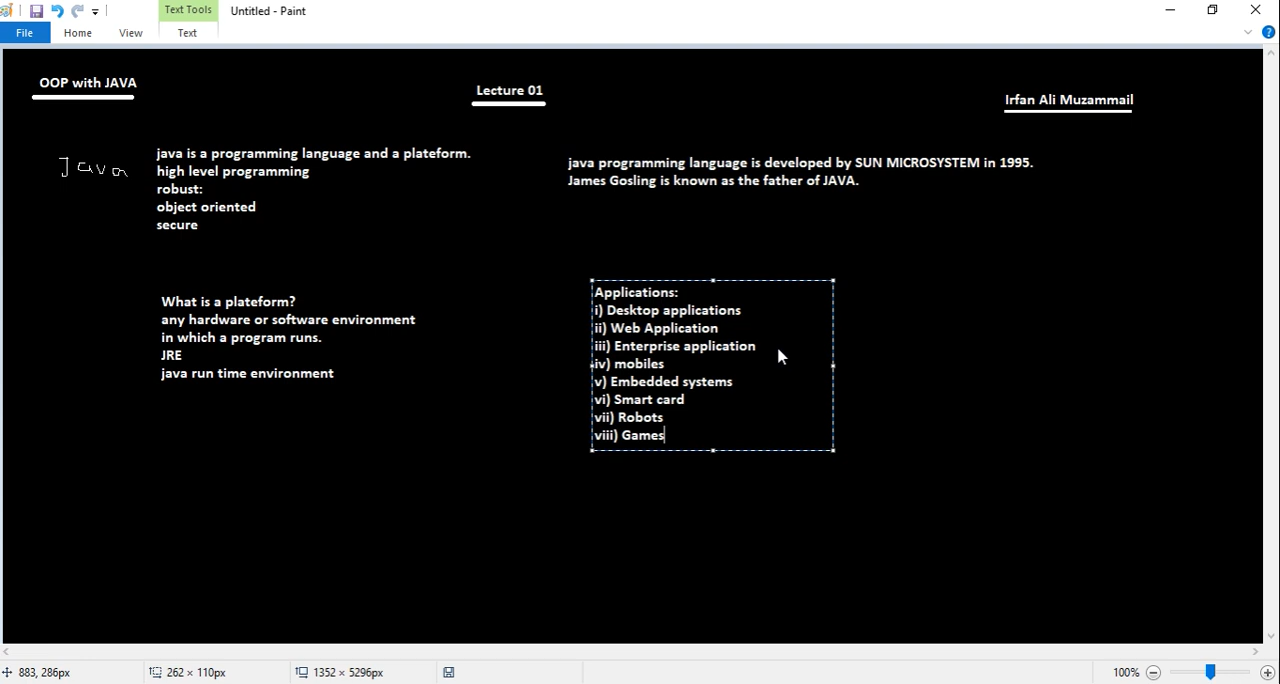 Text Tools
Untitled - Paint
File
Home
View
Text
OOP with JAVA
Lecture 01
Irfan Ali Muzammail
Java
java is a programming language and a plateform.
high level programming
robust:
object oriented
secure
java programming language is developed by SUN MICROSYSTEM in 1995.
James Gosling is known as the father of JAVA.
What is a plateform?
any hardware or software environment
in which a program runs.
JRE
java run time environment
Applications:
i) Desktop applications
ii) Web Application
iii) Enterprise application
iv) mobiles
v) Embedded systems
vi) Smart card
vii) Robots
viii) Games
883, 286px
262 × 110px
1352 × 5296px
100%